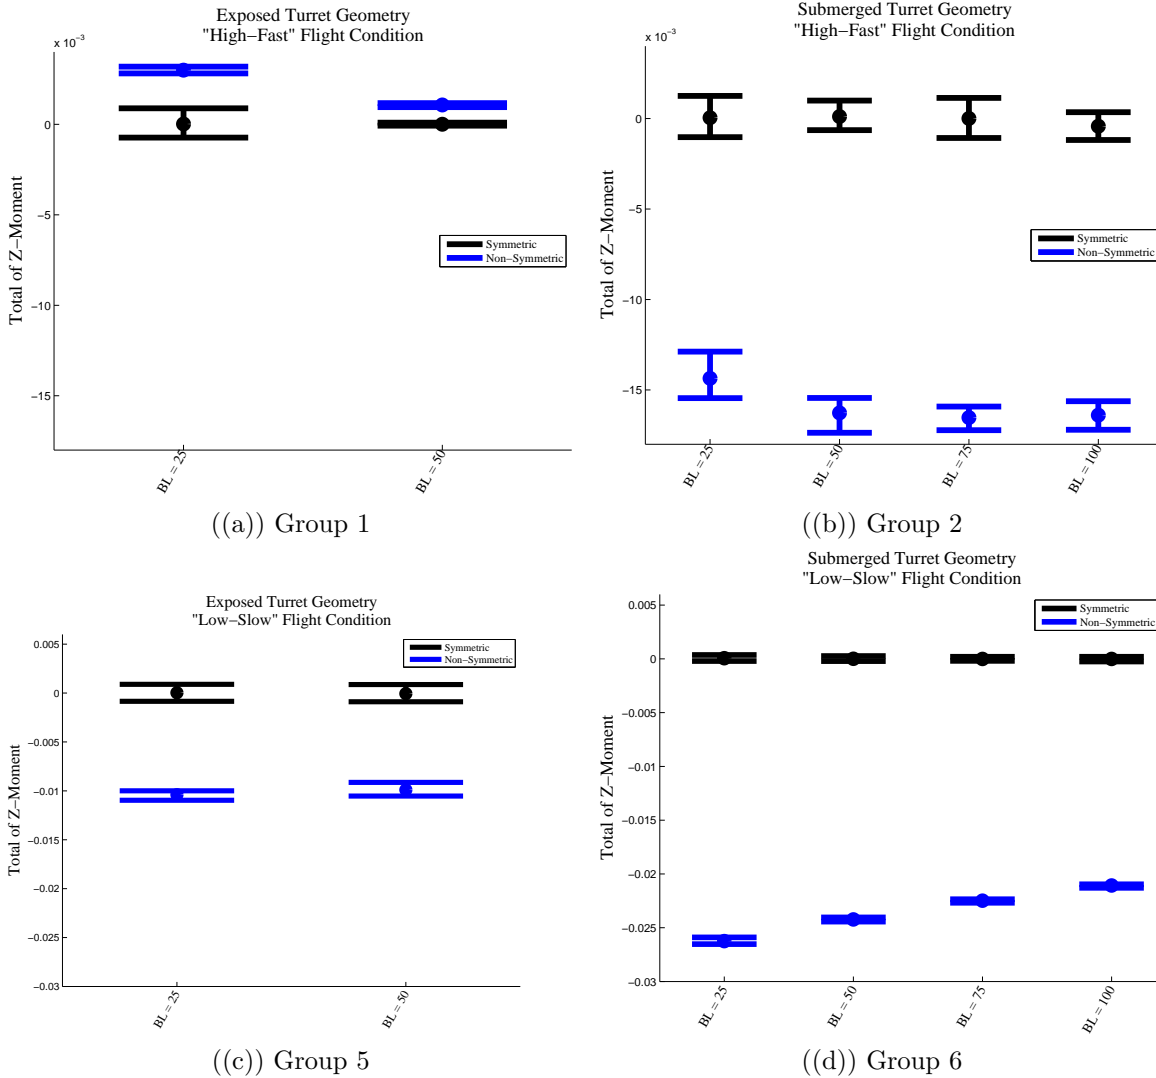 Exposed Turret Geometry
"High−Fast" Flight Condition
x 10⁻³
0
−5
−10
−15
Total of Z−Moment
Symmetric
Non−Symmetric
BL = 25
BL = 50
((a)) Group 1
Submerged Turret Geometry
"High−Fast" Flight Condition
x 10⁻³
0
−5
−10
−15
Total of Z−Moment
Symmetric
Non−Symmetric
BL = 25
BL = 50
BL = 75
BL = 100
((b)) Group 2
Exposed Turret Geometry
"Low−Slow" Flight Condition
0.005
0
−0.005
−0.01
−0.015
−0.02
−0.025
−0.03
Total of Z−Moment
Symmetric
Non−Symmetric
BL = 25
BL = 50
((c)) Group 5
Submerged Turret Geometry
"Low−Slow" Flight Condition
0.005
0
−0.005
−0.01
−0.015
−0.02
−0.025
−0.03
Total of Z−Moment
Symmetric
Non−Symmetric
BL = 25
BL = 50
BL = 75
BL = 100
((d)) Group 6